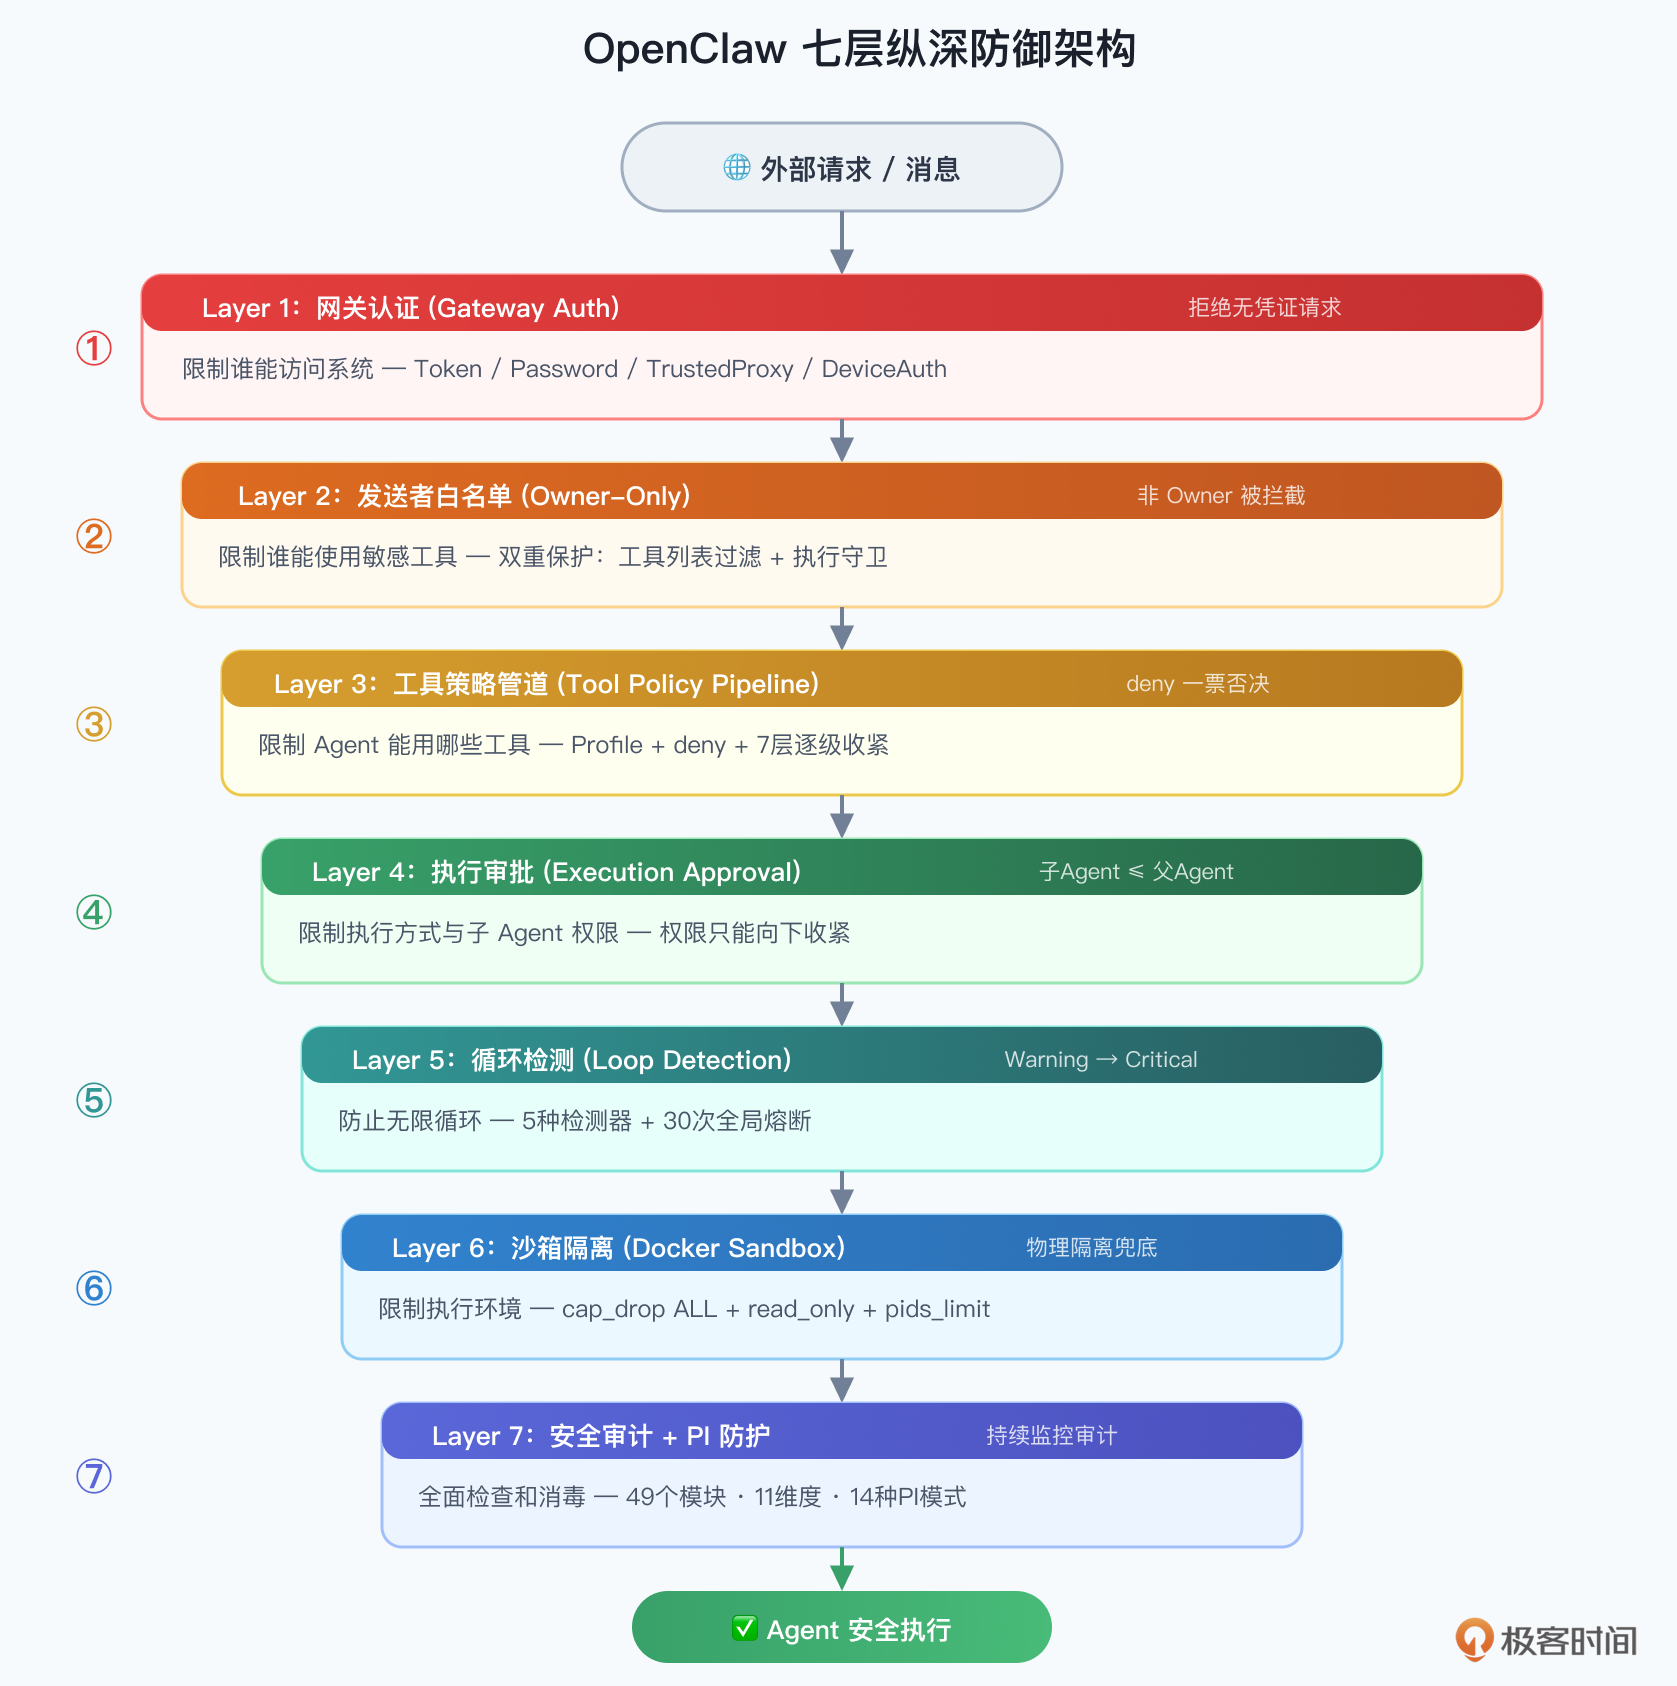 OpenClaw 七层纵深防御架构
🌐 外部请求 / 消息
Layer 1：网关认证 (Gateway Auth) 拒绝无凭证请求
①
限制谁能访问系统 — Token / Password / TrustedProxy / DeviceAuth
Layer 2：发送者白名单 (Owner-Only) 非 Owner 被拦截
②
限制谁能使用敏感工具 — 双重保护：工具列表过滤 + 执行守卫
Layer 3：工具策略管道 (Tool Policy Pipeline) deny 一票否决
③
限制 Agent 能用哪些工具 — Profile + deny + 7层逐级收紧
Layer 4：执行审批 (Execution Approval) 子Agent ≤ 父Agent
④
限制执行方式与子 Agent 权限 — 权限只能向下收紧
Layer 5：循环检测 (Loop Detection) Warning → Critical
⑤
防止无限循环 — 5种检测器 + 30次全局熔断
Layer 6：沙箱隔离 (Docker Sandbox) 物理隔离兜底
⑥
限制执行环境 — cap_drop ALL + read_only + pids_limit
Layer 7：安全审计 + PI 防护 持续监控审计
⑦
全面检查和消毒 — 49个模块 · 11维度 · 14种PI模式
✅ Agent 安全执行
极客时间